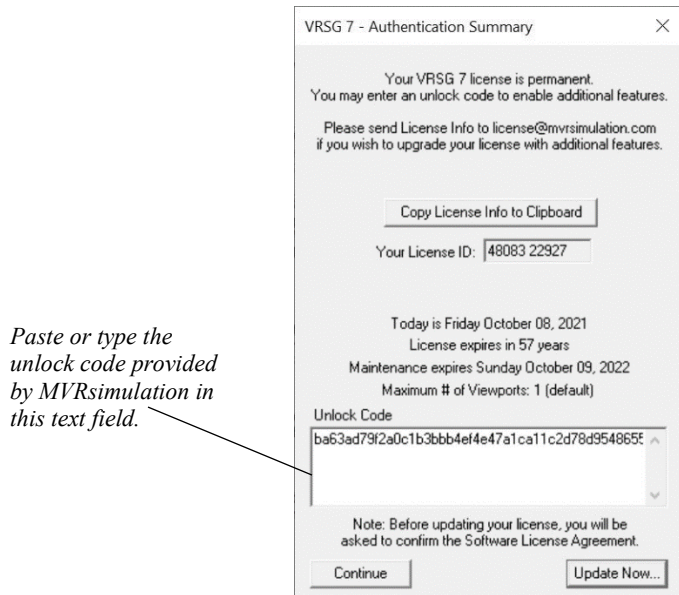 VRSG 7 - Authentication Summary
Your VRSG 7 license is permanent.
You may enter an unlock code to enable additional features.
Please send License Info to license@mvrsimulation.com
if you wish to upgrade your license with additional features.
Copy License Info to Clipboard
Your License ID: 48083 22927
Today is Friday October 08, 2021
License expires in 57 years
Maintenance expires Sunday October 09, 2022
Maximum # of Viewports: 1 (default)
Unlock Code
ba63ad79f2a0c1b3bbb4ef4e47a1ca11c2d78d9548655
Note: Before updating your license, you will be
asked to confirm the Software License Agreement.
Continue
Update Now...
Paste or type the
unlock code provided
by MVRsimulation in
this text field.